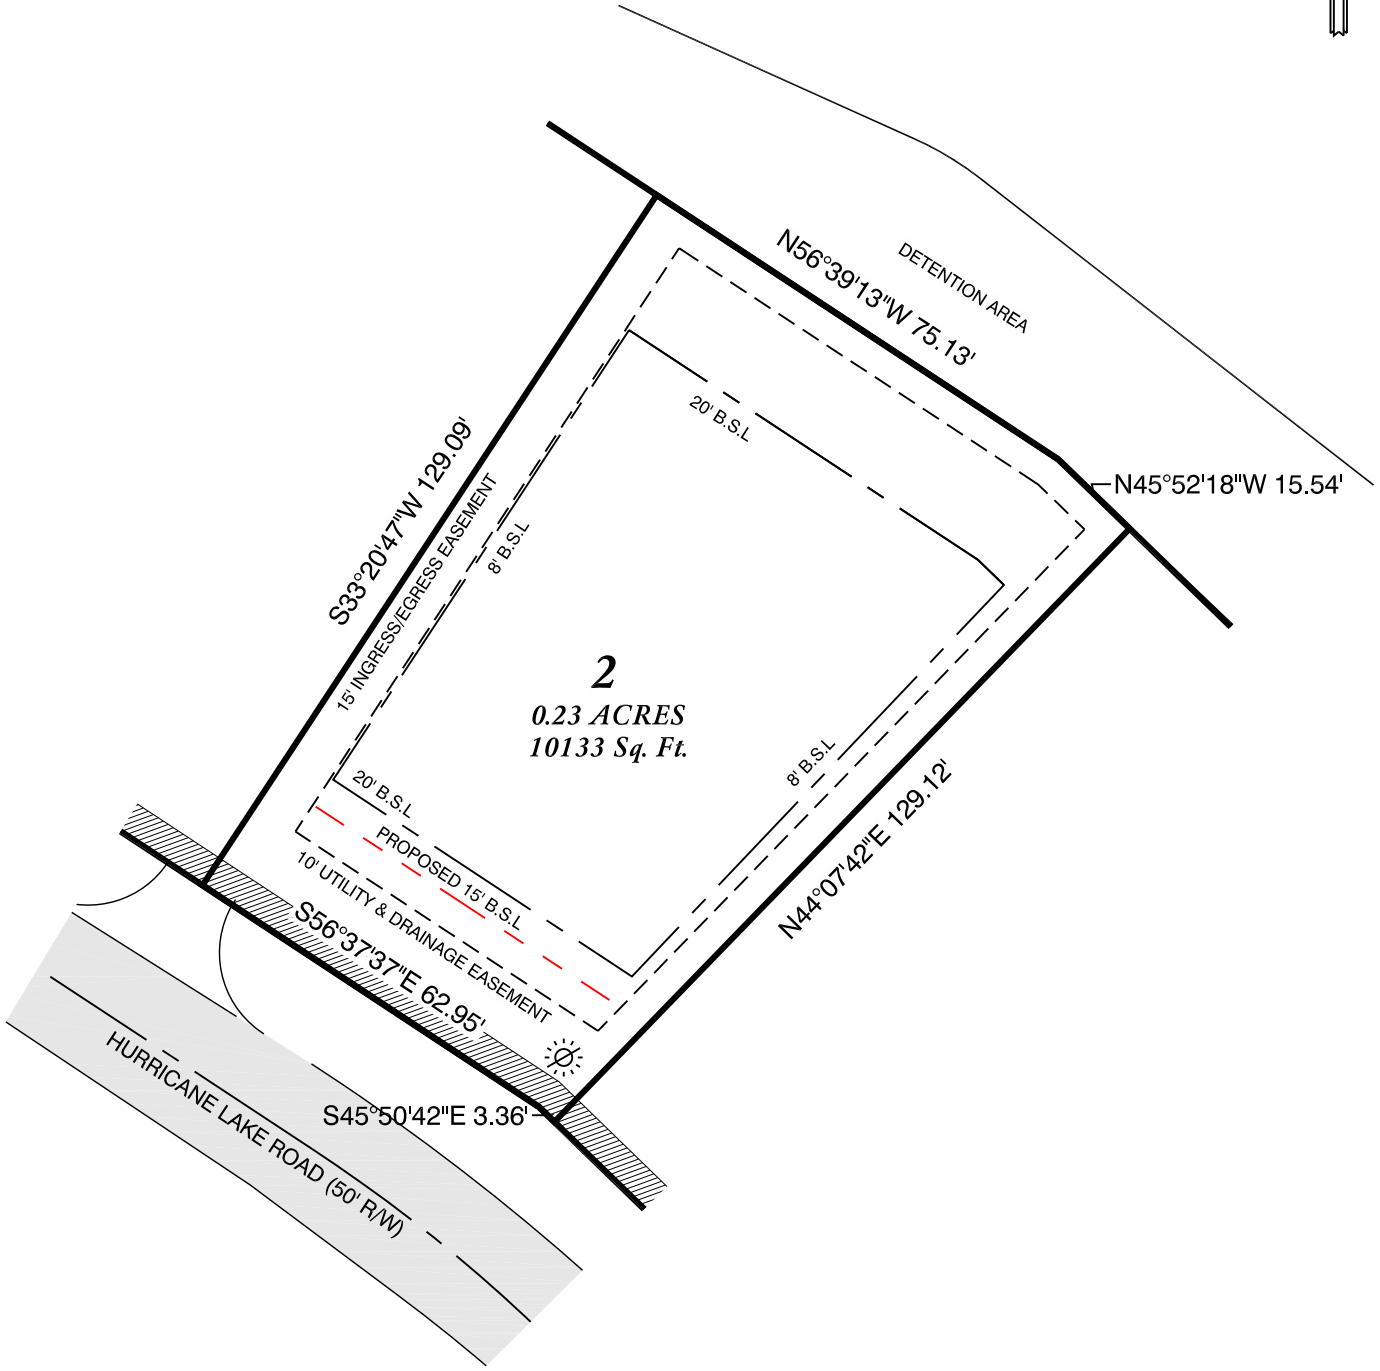 N56°39'13"W 75.13'
DETENTION AREA
N45°52'18"W 15.54'
20' B.S.L
S33°20'47"W 129.09'
15' INGRESS/EGRESS EASEMENT
8' B.S.L
2
0.23 ACRES
10133 Sq. Ft.
8' B.S.L
N44°07'42"E 129.12'
20' B.S.L
PROPOSED 15' B.S.L
10' UTILITY & DRAINAGE EASEMENT
S56°37'37"E 62.95'
S45°50'42"E 3.36'
HURRICANE LAKE ROAD (50' R/W)